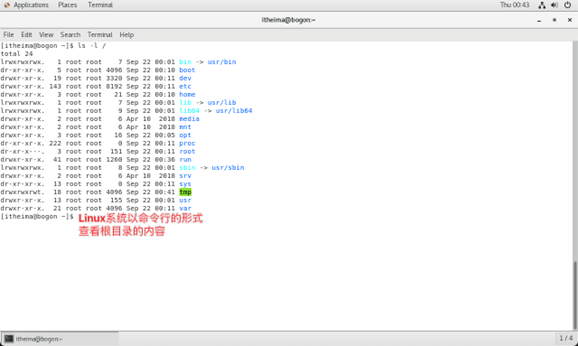 Applications Places Terminal Thu 00:43
itheima@bogon:~
File Edit View Search Terminal Help
[itheima@bogon ~]$ ls -l /
total 24
lrwxrwxrwx. 1 root root 7 Sep 22 00:01 bin -> usr/bin
dr-xr-xr-x. 5 root root 4096 Sep 22 00:10 boot
drwxr-xr-x. 19 root root 3320 Sep 22 00:11 dev
drwxr-xr-x. 143 root root 8192 Sep 22 00:11 etc
drwxr-xr-x. 3 root root 21 Sep 22 00:10 home
lrwxrwxrwx. 1 root root 7 Sep 22 00:01 lib -> usr/lib
lrwxrwxrwx. 1 root root 9 Sep 22 00:01 lib64 -> usr/lib64
drwxr-xr-x. 2 root root 6 Apr 10 2018 media
drwxr-xr-x. 2 root root 6 Apr 10 2018 mnt
drwxr-xr-x. 3 root root 16 Sep 22 00:05 opt
dr-xr-xr-x. 222 root root 0 Sep 22 00:11 proc
dr-xr-x---. 3 root root 151 Sep 22 00:11 root
drwxr-xr-x. 41 root root 1260 Sep 22 00:36 run
lrwxrwxrwx. 1 root root 8 Sep 22 00:01 sbin -> usr/sbin
drwxr-xr-x. 2 root root 6 Apr 10 2018 srv
dr-xr-xr-x. 13 root root 0 Sep 22 00:11 sys
drwxrwxrwt. 18 root root 4096 Sep 22 00:41 tmp
drwxr-xr-x. 13 root root 155 Sep 22 00:01 usr
drwxr-xr-x. 21 root root 4096 Sep 22 00:11 var
[itheima@bogon ~]$ Linux系统以命令行的形式
查看根目录的内容
itheima@bogon:~ 1 / 4